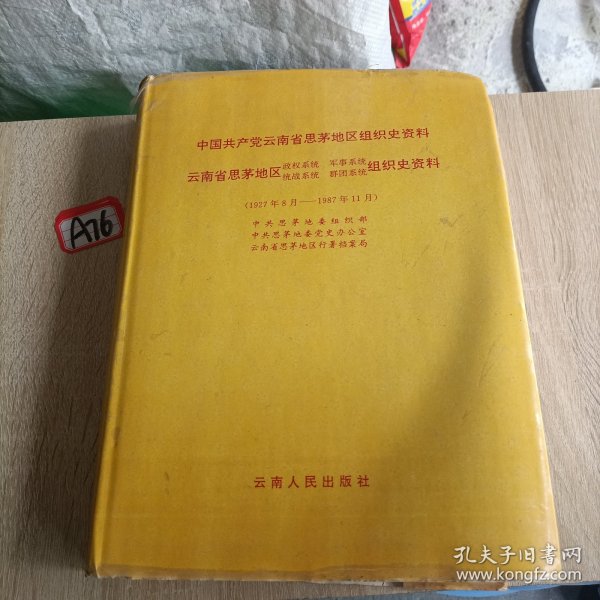 中国共产党云南省思茅地区组织史资料
云南省思茅地区政权系统 军事系统组织史资料
统战系统 群团系统
(1927年8月——1987年11月)
中共思茅地委组织部
中共思茅地委党史办公室
云南省思茅地区行署档案局
云南人民出版社
A76
孔夫子旧书网
www.kongfz.com